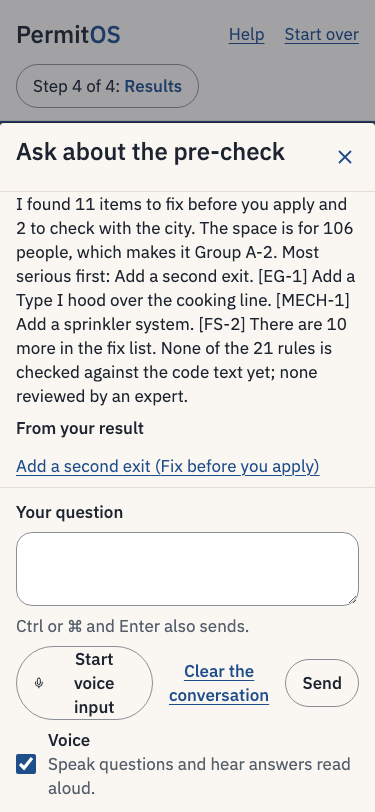 PermitOS
Help
Start over
Step 4 of 4: Results
Ask about the pre-check
I found 11 items to fix before you apply and
2 to check with the city. The space is for 106
people, which makes it Group A-2. Most
serious first: Add a second exit. [EG-1] Add a
Type I hood over the cooking line. [MECH-1]
Add a sprinkler system. [FS-2] There are 10
more in the fix list. None of the 21 rules is
checked against the code text yet; none
reviewed by an expert.
From your result
Add a second exit (Fix before you apply)
Your question
Ctrl or ⌘ and Enter also sends.
Start
voice
input
Clear the
conversation
Send
Voice
Speak questions and hear answers read
aloud.